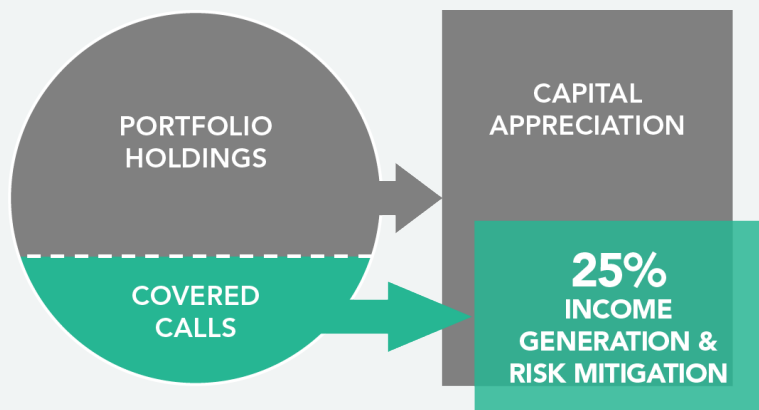 PORTFOLIO
HOLDINGS
COVERED
CALLS
CAPITAL
APPRECIATION
25%
INCOME
GENERATION &
RISK MITIGATION